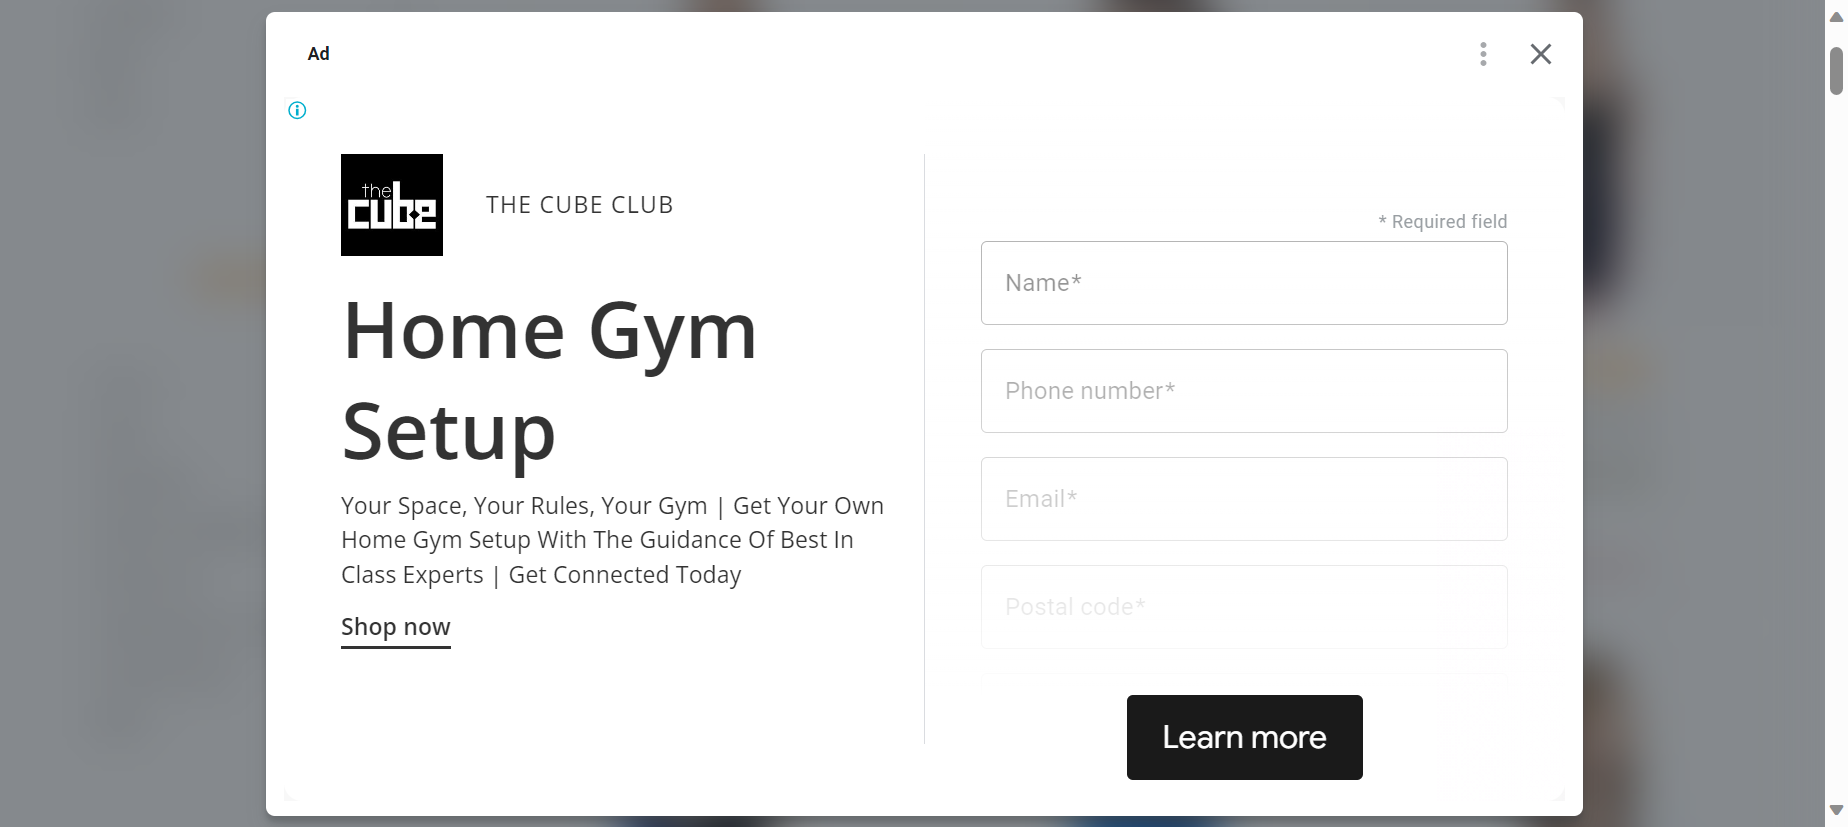 Ad
the
cube
THE CUBE CLUB
Home Gym
Setup
Your Space, Your Rules, Your Gym | Get Your Own
Home Gym Setup With The Guidance Of Best In
Class Experts | Get Connected Today
Shop now
* Required field
Name*
Phone number*
Email*
Postal code*
Learn more